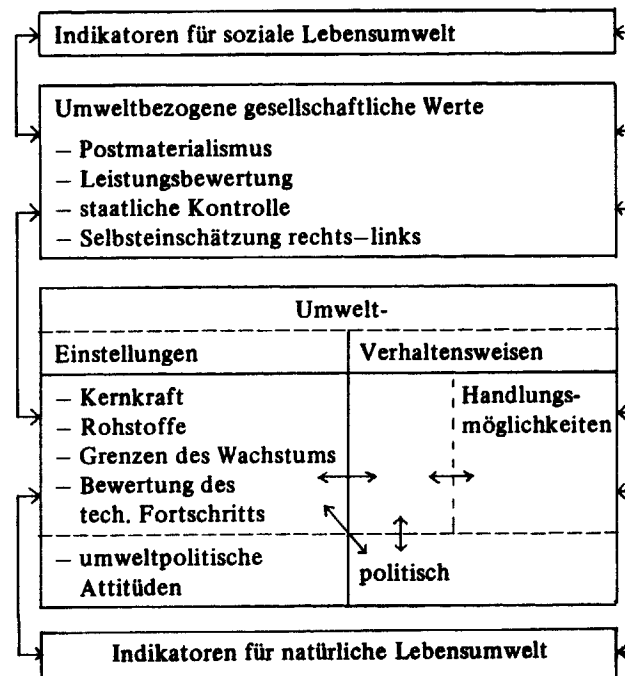 Indikatoren für soziale Lebensumwelt
Umweltbezogene gesellschaftliche Werte
– Postmaterialismus
– Leistungsbewertung
– staatliche Kontrolle
– Selbsteinschätzung rechts–links
Umwelt-
Einstellungen
Verhaltensweisen
– Kernkraft
– Rohstoffe
– Grenzen des Wachstums
– Bewertung des
tech. Fortschritts
Handlungs-
möglichkeiten
– umweltpolitische
Attitüden
politisch
Indikatoren für natürliche Lebensumwelt